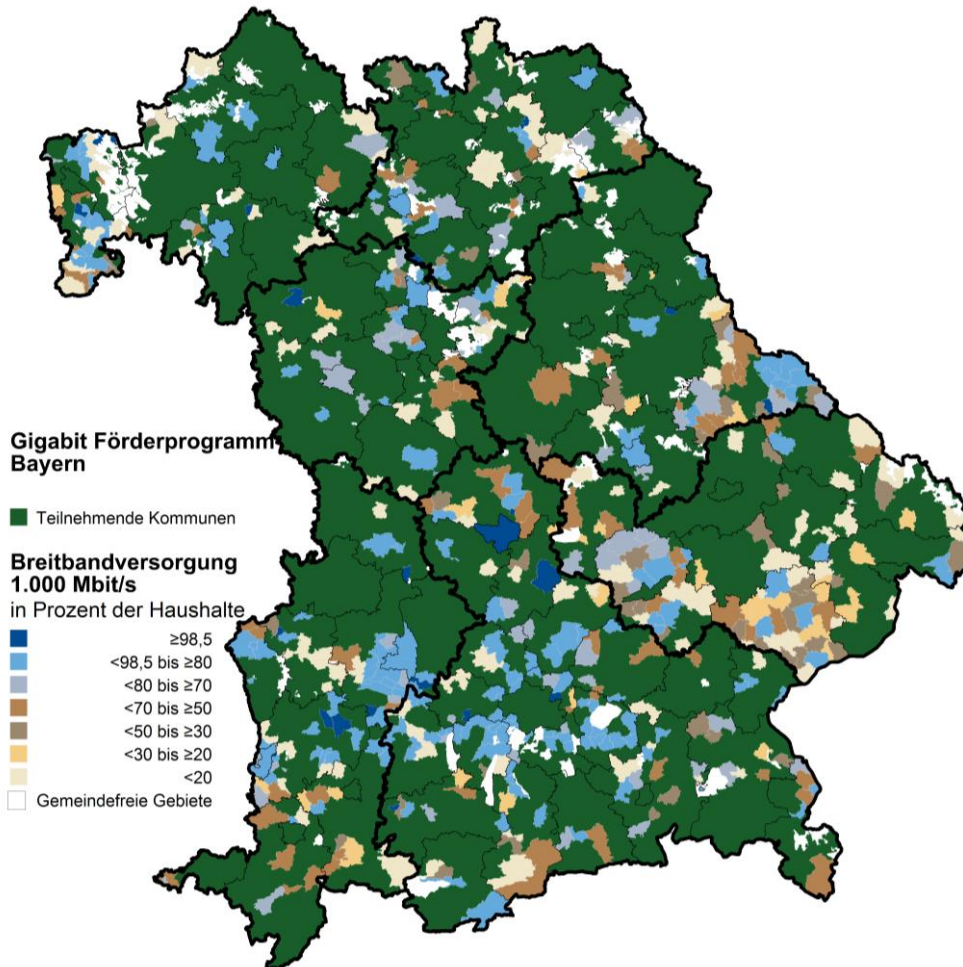 Gigabit Förderprogramm
Bayern
Teilnehmende Kommunen
Breitbandversorgung
1.000 Mbit/s
in Prozent der Haushalte
≥98,5
<98,5 bis ≥80
<80 bis ≥70
<70 bis ≥50
<50 bis ≥30
<30 bis ≥20
<20
Gemeindefreie Gebiete